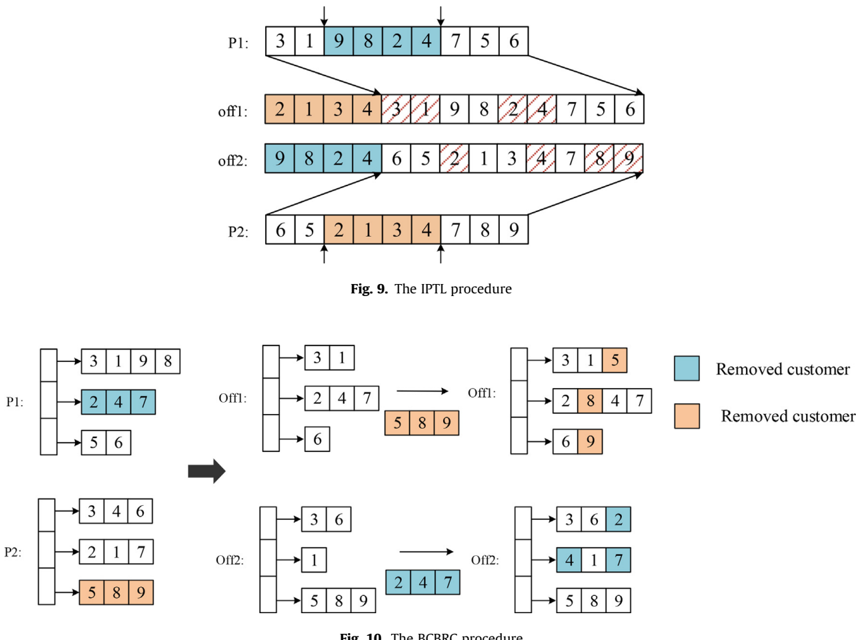 P1: 3 1 9 8 2 4 7 5 6
off1: 2 1 3 4 3 1 9 8 2 4 7 5 6
off2: 9 8 2 4 6 5 2 1 3 4 7 8 9
P2: 6 5 2 1 3 4 7 8 9
Fig. 9. The IPTL procedure
P1:
3 1 9 8
2 4 7
5 6
P2:
3 4 6
2 1 7
5 8 9
Off1:
3 1
2 4 7
6
5 8 9
Off1:
3 1 5
2 8 4 7
6 9
Off2:
3 6
1
5 8 9
2 4 7
Off2:
3 6 2
4 1 7
5 8 9
Removed customer
Removed customer
Fig. 10. The BCBRC procedure